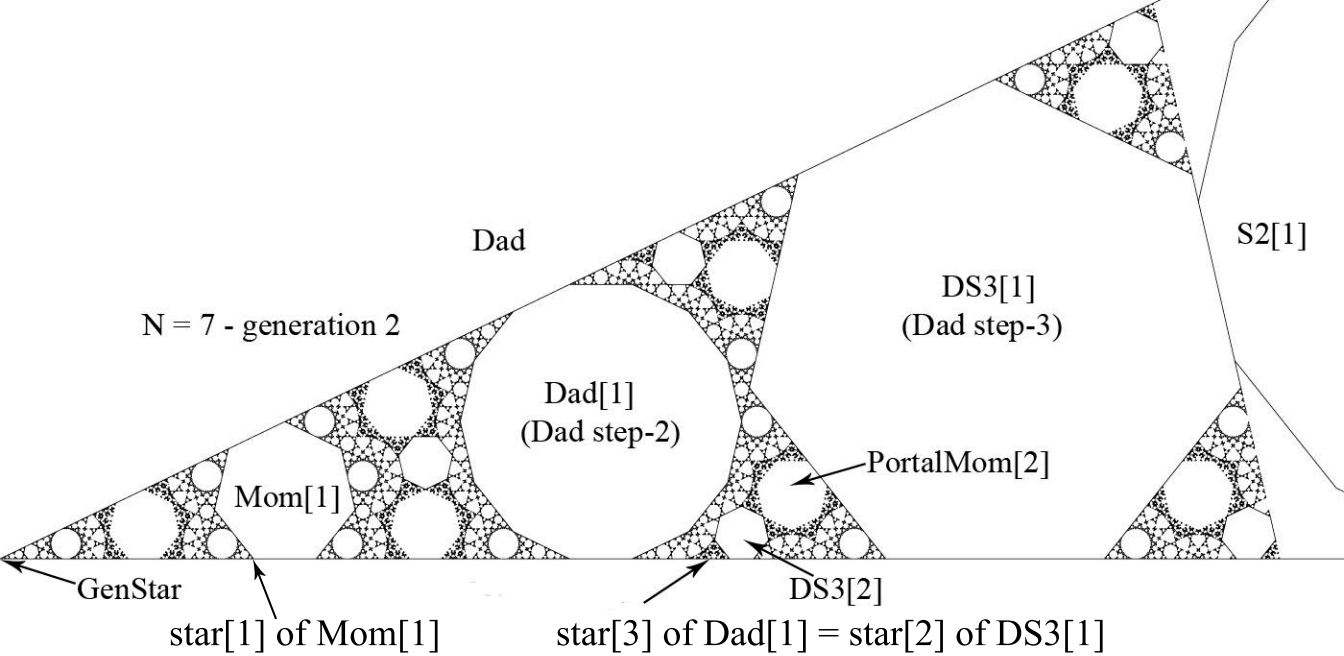 Dad
S2[1]
DS3[1]
(Dad step-3)
N = 7 - generation 2
Dad[1]
(Dad step-2)
PortalMom[2]
Mom[1]
GenStar
DS3[2]
star[1] of Mom[1]
star[3] of Dad[1] = star[2] of DS3[1]